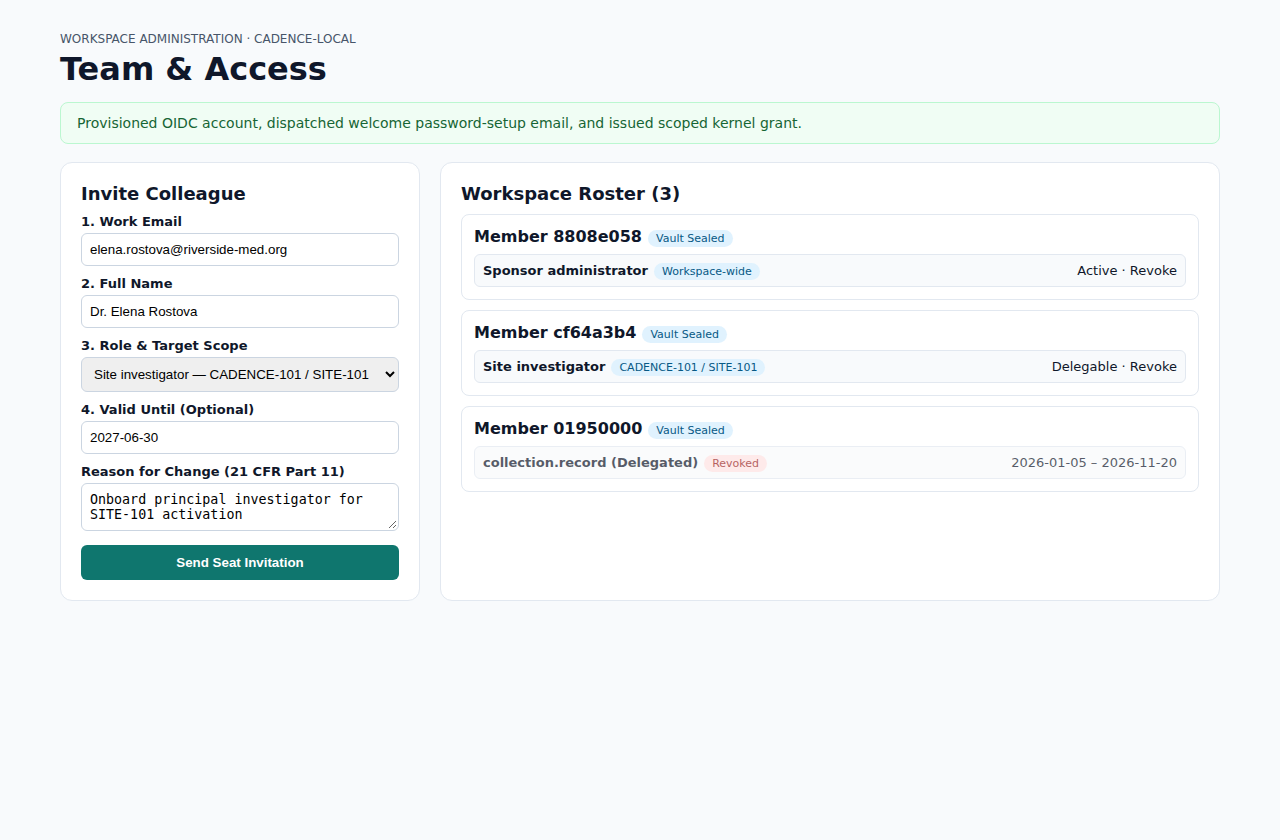 WORKSPACE ADMINISTRATION · CADENCE-LOCAL
Team & Access
Provisioned OIDC account, dispatched welcome password-setup email, and issued scoped kernel grant.
Invite Colleague
1. Work Email
elena.rostova@riverside-med.org
2. Full Name
Dr. Elena Rostova
3. Role & Target Scope
Site investigator — CADENCE-101 / SITE-101
4. Valid Until (Optional)
2027-06-30
Reason for Change (21 CFR Part 11)
Onboard principal investigator for
SITE-101 activation
Send Seat Invitation
Workspace Roster (3)
Member 8808e058 Vault Sealed
Sponsor administrator Workspace-wide Active · Revoke
Member cf64a3b4 Vault Sealed
Site investigator CADENCE-101 / SITE-101 Delegable · Revoke
Member 01950000 Vault Sealed
collection.record (Delegated) Revoked 2026-01-05 – 2026-11-20